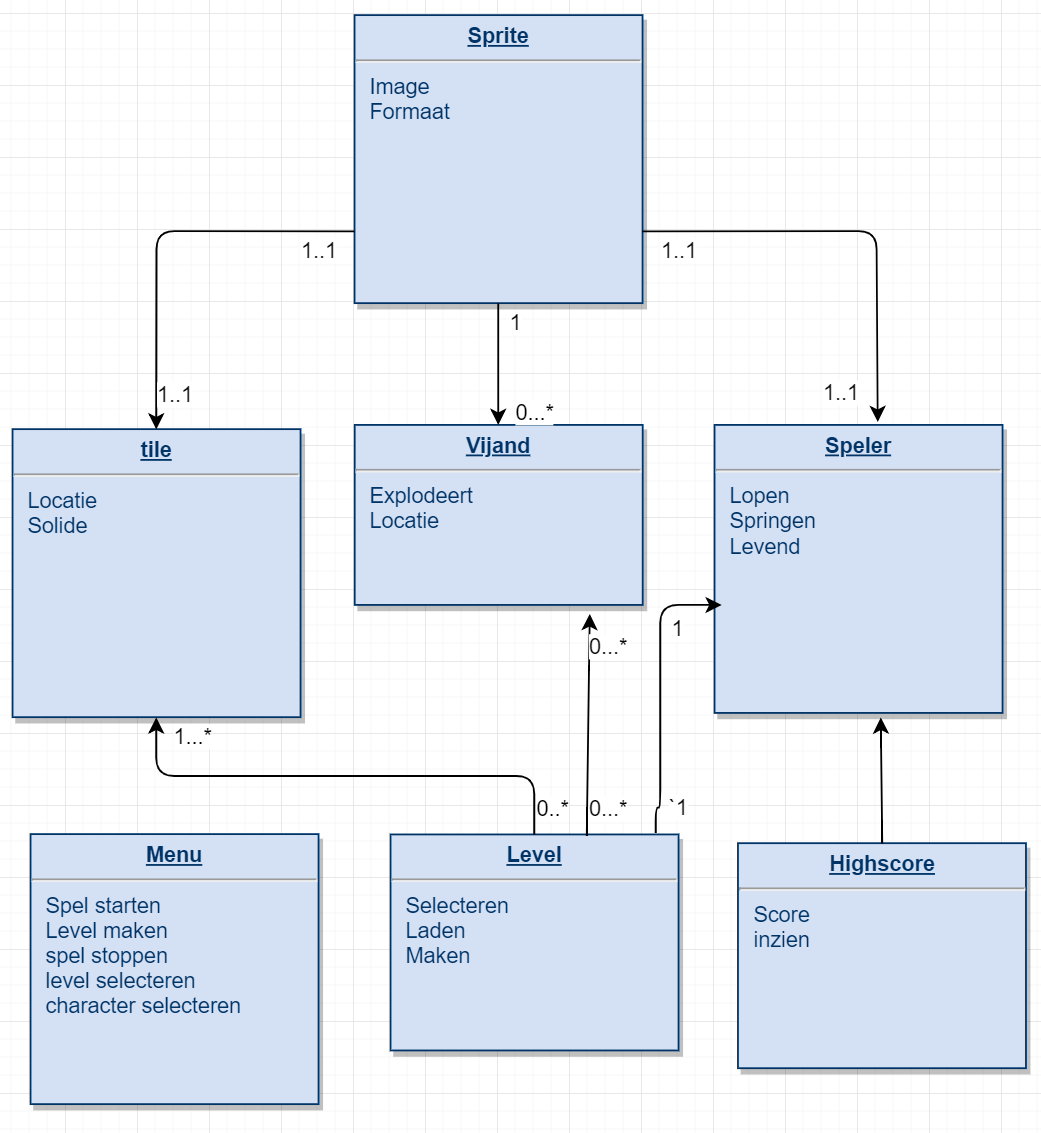 Sprite
Image
Formaat
1..1
1..1
1
1..1
1..1
0...*
tile
Locatie
Solide
Vijand
Explodeert
Locatie
Speler
Lopen
Springen
Levend
1
0...*
1...*
0..*
0...*
`1
Menu
Spel starten
Level maken
spel stoppen
level selecteren
character selecteren
Level
Selecteren
Laden
Maken
Highscore
Score
inzien